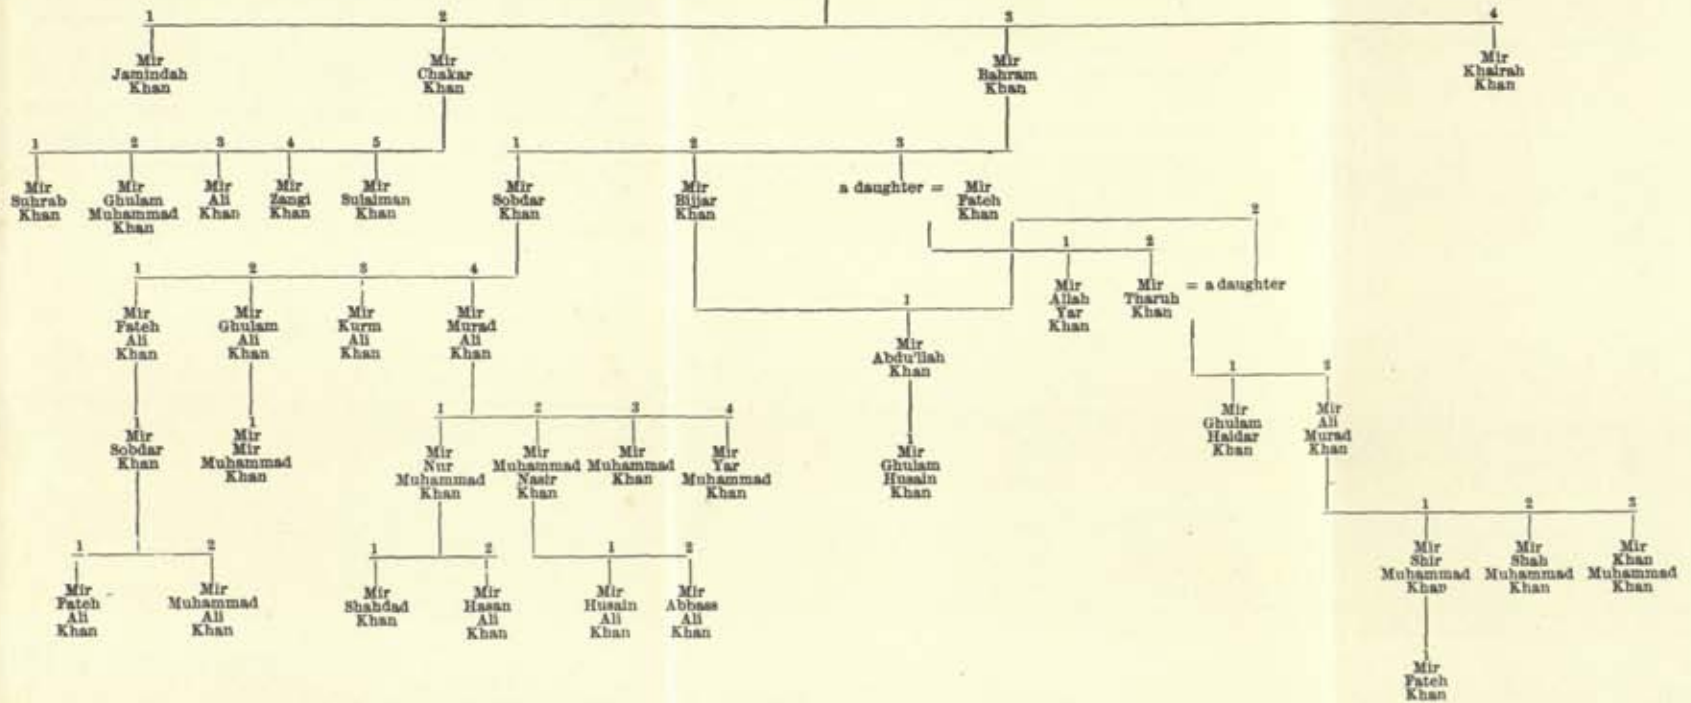 1 2 3 4
Mir
Jamindah
Khan
Mir
Chakar
Khan
Mir
Bahram
Khan
Mir
Khairah
Khan
1 2 3 4 5
Mir
Suhrab
Khan
Mir
Ghulam
Muhammad
Khan
Mir
Ali
Khan
Mir
Zangi
Khan
Mir
Sulaiman
Khan
1 2 3
Mir
Sobdar
Khan
Mir
Bijjar
Khan
a daughter =
Mir
Fateh
Khan
2
1 2
Mir
Allah
Yar
Khan
Mir
Tharuh
Khan
= a daughter
1 2 3 4
Mir
Fateh
Ali
Khan
Mir
Ghulam
Ali
Khan
Mir
Kurm
Ali
Khan
Mir
Murad
Ali
Khan
1
Mir
Abdu'llah
Khan
1 2
Mir
Ghulam
Haidar
Khan
Mir
Ali
Murad
Khan
1
Mir
Sobdar
Khan
1
Mir
Mir
Muhammad
Khan
1 2 3 4
Mir
Nur
Muhammad
Khan
Mir
Muhammad
Nasir
Khan
Mir
Muhammad
Khan
Mir
Yar
Muhammad
Khan
1
Mir
Ghulam
Husain
Khan
1 2 3
Mir
Shir
Muhammad
Khan
Mir
Shah
Muhammad
Khan
Mir
Khan
Muhammad
Khan
1 2
Mir
Fateh
Ali
Khan
Mir
Muhammad
Ali
Khan
1 2
Mir
Shahdad
Khan
Mir
Hasan
Ali
Khan
1 2
Mir
Husain
Ali
Khan
Mir
Abbass
Ali
Khan
1
Mir
Fateh
Khan